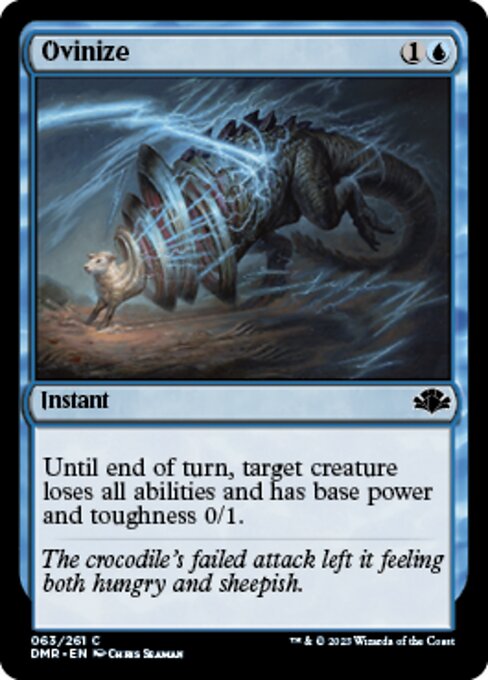 Ovinize 1
Instant
Until end of turn, target creature
loses all abilities and has base power
and toughness 0/1.
The crocodile's failed attack left it feeling
both hungry and sheepish.
063/261 C
™ & © 2023 Wizards of the Coast
DMR • EN Chris Seaman